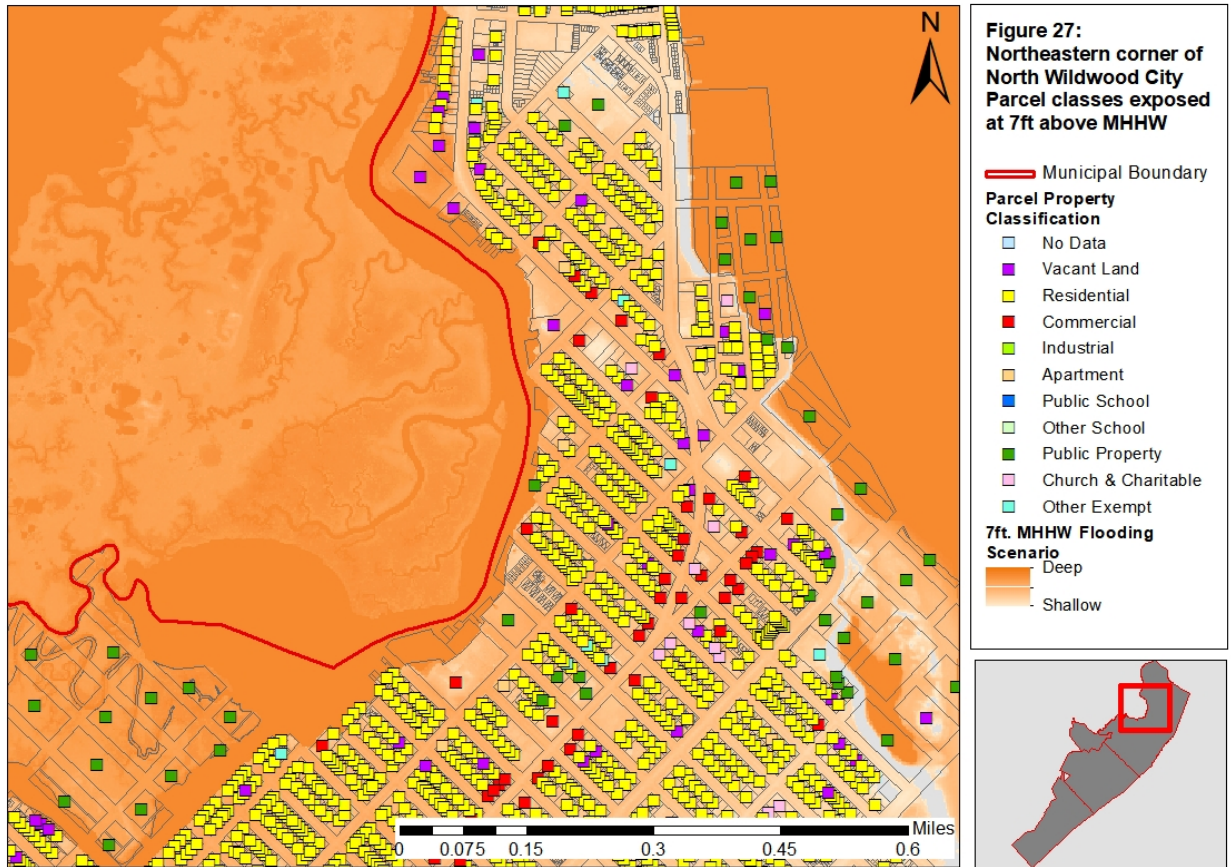 N
Figure 27:
Northeastern corner of
North Wildwood City
Parcel classes exposed
at 7ft above MHHW
Municipal Boundary
Parcel Property
Classification
No Data
Vacant Land
Residential
Commercial
Industrial
Apartment
Public School
Other School
Public Property
Church & Charitable
Other Exempt
7ft. MHHW Flooding
Scenario
Deep
Shallow
Miles
0 0.075 0.15 0.3 0.45 0.6